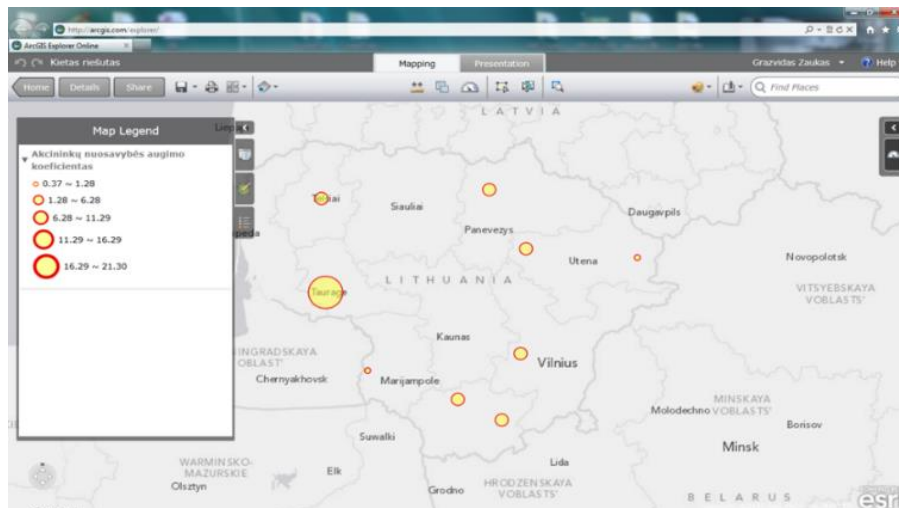 http://arcgis.com/explorer/
ArcGIS Explorer Online
Kietas riešutas
Mapping
Presentation
Grazvidas Zaukas
Help
Home
Details
Share
Find Places
Map Legend
Akcininkų nuosavybės augimo
koeficientas
0.37 ~ 1.28
1.28 ~ 6.28
6.28 ~ 11.29
11.29 ~ 16.29
16.29 ~ 21.30
LATVIA
Siauliai
Daugavpils
Panevezys
Utena
Novopolotsk
LITHUANIA
VITSYEBSKAYA
VOBLASTS'
Taurage
Kaunas
INGRADSKAYA
OBLAST'
Vilnius
Chernyakhovsk
Marijampole
MINSKAYA
Molodechno
VOBLASTS'
Borisov
Suwalki
Minsk
WARMINSKO-
MAZURSKIE
Elk
Lida
Olsztyn
Grodno
HRODZENSKAYA
VOBLASTS'
BELARUS
esri